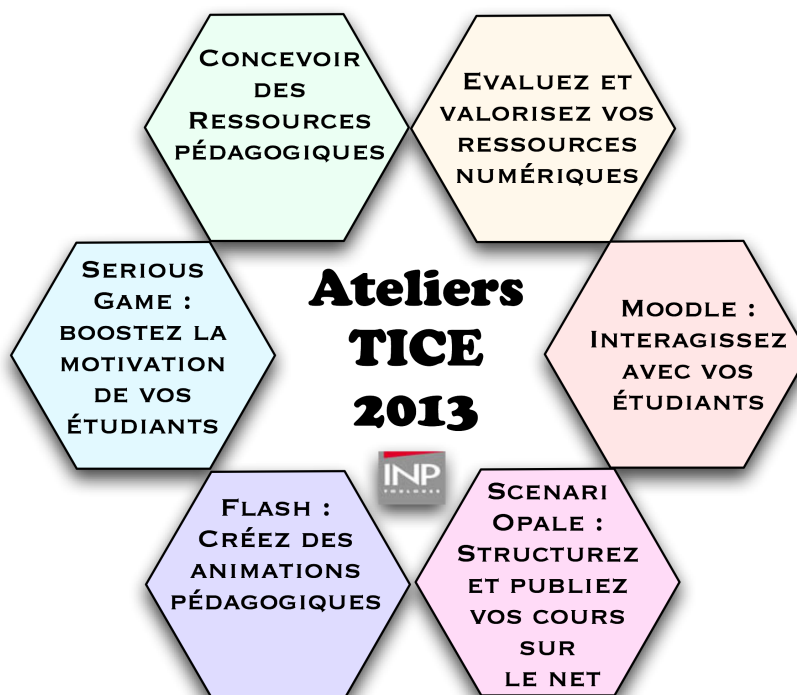 CONCEVOIR
DES
RESSOURCES
PÉDAGOGIQUES
EVALUEZ ET
VALORISEZ VOS
RESSOURCES
NUMÉRIQUES
SERIOUS
GAME :
BOOSTEZ LA
MOTIVATION
DE VOS
ÉTUDIANTS
Ateliers
TICE
2013
INP
TOULOUSE
MOODLE :
INTERAGISSEZ
AVEC VOS
ÉTUDIANTS
FLASH :
CRÉEZ DES
ANIMATIONS
PÉDAGOGIQUES
SCENARI
OPALE :
STRUCTUREZ
ET PUBLIEZ
VOS COURS
SUR
LE NET